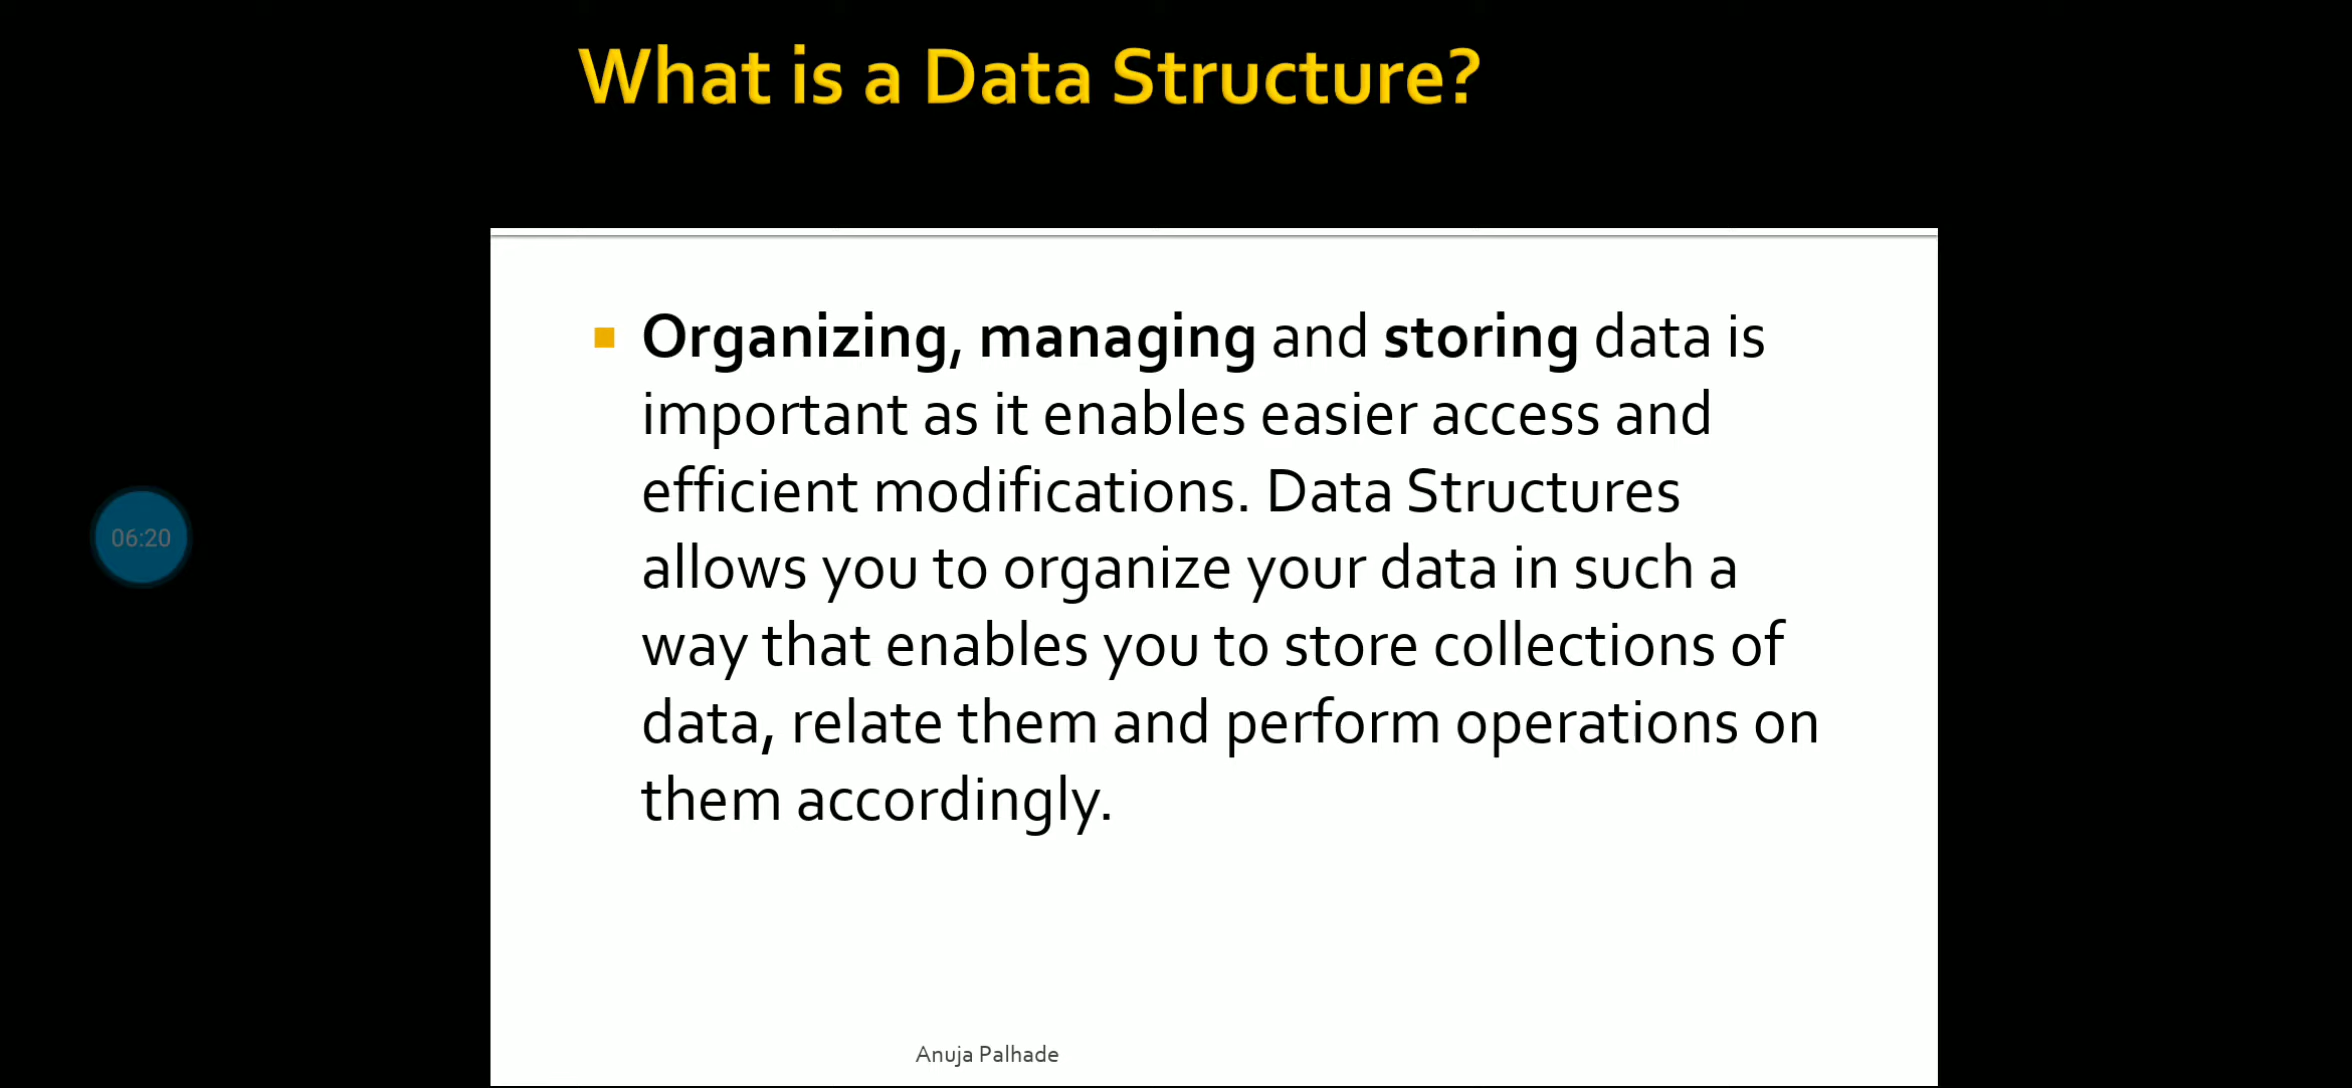 What is a Data Structure?
Organizing, managing and storing data is
important as it enables easier access and
efficient modifications. Data Structures
allows you to organize your data in such a
way that enables you to store collections of
data, relate them and perform operations on
them accordingly.
06:20
Anuja Palhade